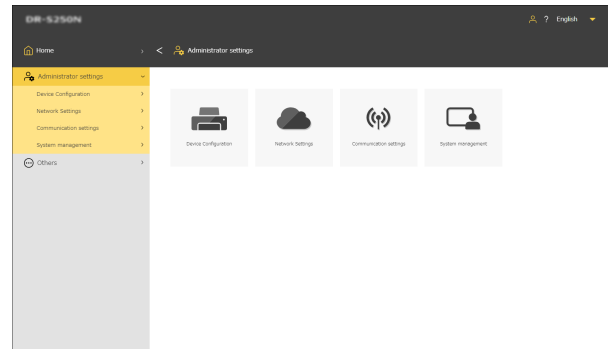 DR-S250N
? English
Home
< Administrator settings
Administrator settings
Device Configuration
Network Settings
Communication settings
System management
Others
Device Configuration
Network Settings
Communication settings
System management